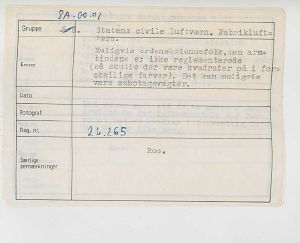 8A-00.01
Gruppe
S. Statens civile luftværn. Fabrikluft-
værn.
Emne
Muligvis ordenskolonnefolk, men arm-
bindene er ikke reglementerede
(så skulle der være kvadrater på i for-
skellige farver). Det kan muligvis
være sabotagevagter.
Dato
Fotograf
Neg. nr.
21.265
Særlige
bemærkninger
Ros.